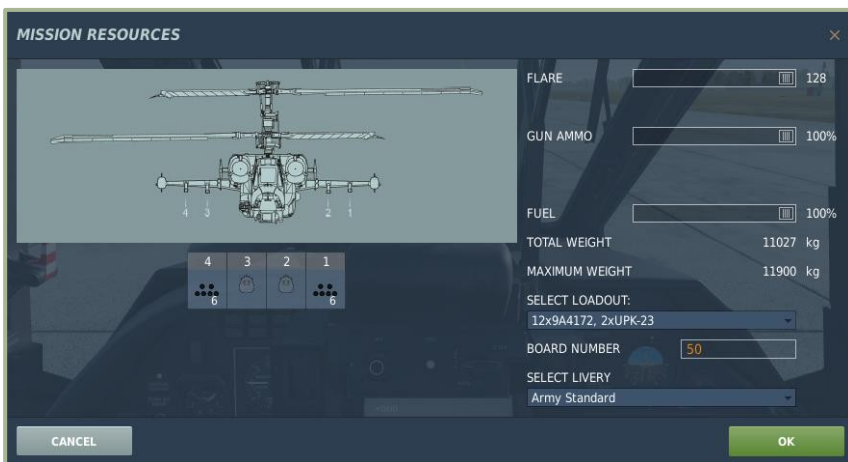 MISSION RESOURCES
×
4 3 2 1
4 3 2 1
6 6
FLARE 128
GUN AMMO 100%
FUEL 100%
TOTAL WEIGHT 11027 kg
MAXIMUM WEIGHT 11900 kg
SELECT LOADOUT:
12x9A4172, 2xUPK-23
BOARD NUMBER 50
SELECT LIVERY
Army Standard
CANCEL OK